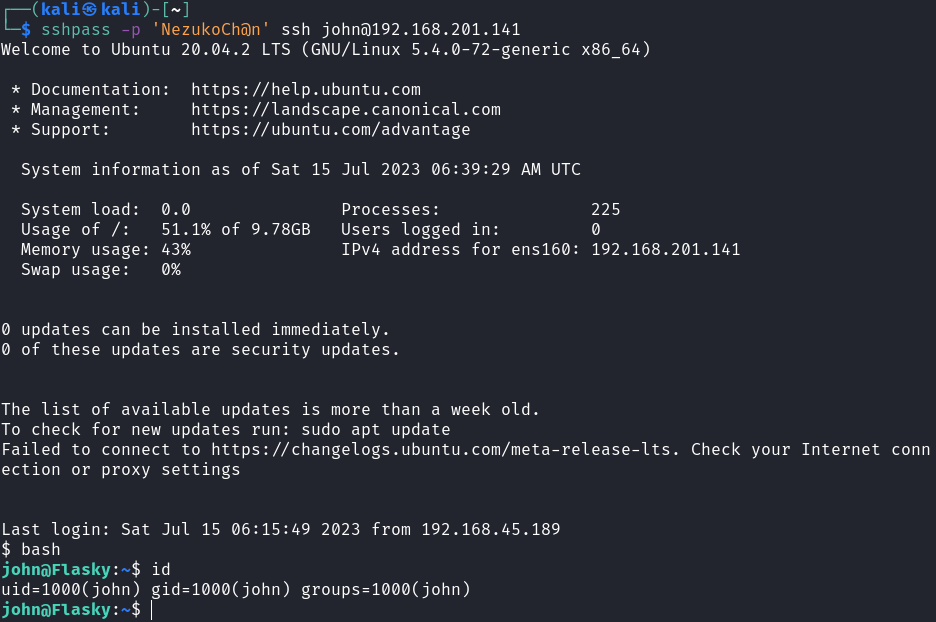 ┌──(kali㉿kali)-[~]
└─$ sshpass -p 'NezukoCh@n' ssh john@192.168.201.141
Welcome to Ubuntu 20.04.2 LTS (GNU/Linux 5.4.0-72-generic x86_64)
* Documentation:  https://help.ubuntu.com
* Management:     https://landscape.canonical.com
* Support:        https://ubuntu.com/advantage
System information as of Sat 15 Jul 2023 06:39:29 AM UTC
System load:  0.0               Processes:               225
Usage of /:   51.1% of 9.78GB   Users logged in:         0
Memory usage: 43%               IPv4 address for ens160: 192.168.201.141
Swap usage:   0%
0 updates can be installed immediately.
0 of these updates are security updates.
The list of available updates is more than a week old.
To check for new updates run: sudo apt update
Failed to connect to https://changelogs.ubuntu.com/meta-release-lts. Check your Internet conn
ection or proxy settings
Last login: Sat Jul 15 06:15:49 2023 from 192.168.45.189
$ bash
john@Flasky:~$ id
uid=1000(john) gid=1000(john) groups=1000(john)
john@Flasky:~$